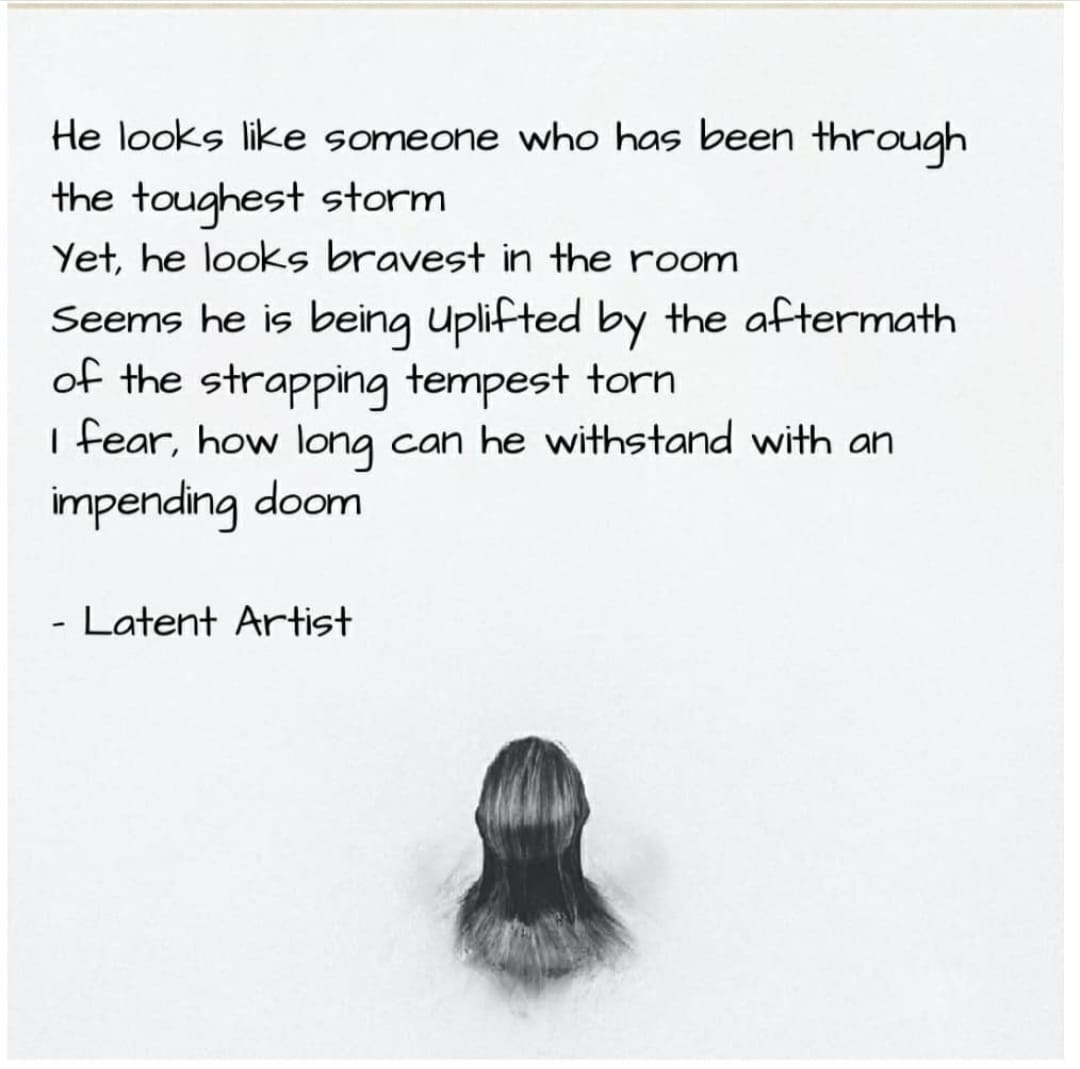 He looks like someone who has been through
the toughest storm
Yet, he looks bravest in the room
Seems he is being uplifted by the aftermath
of the strapping tempest torn
I fear, how long can he withstand with an
impending doom
- Latent Artist